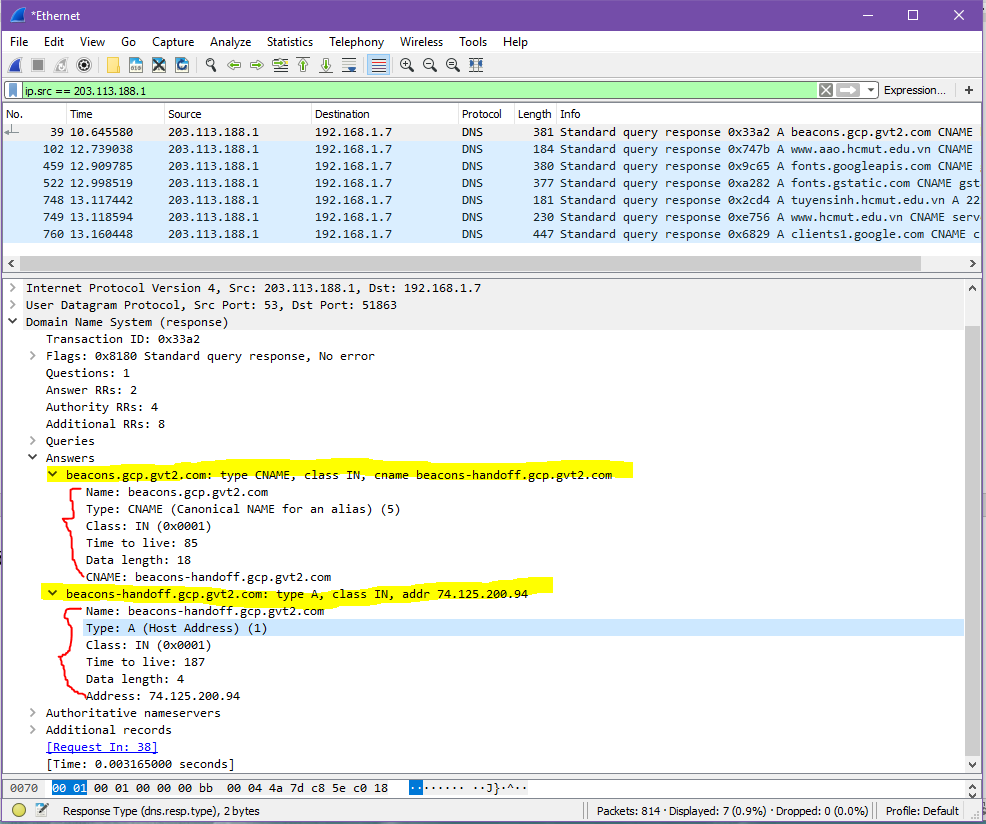 *Ethernet
File Edit View Go Capture Analyze Statistics Telephony Wireless Tools Help
ip.src == 203.113.188.1 Expression... +
No. Time Source Destination Protocol Length Info
39 10.645580 203.113.188.1 192.168.1.7 DNS 381 Standard query response 0x33a2 A beacons.gcp.gvt2.com CNAME
102 12.739038 203.113.188.1 192.168.1.7 DNS 184 Standard query response 0x747b A www.aao.hcmut.edu.vn CNAME
459 12.909785 203.113.188.1 192.168.1.7 DNS 380 Standard query response 0x9c65 A fonts.googleapis.com CNAME
522 12.998519 203.113.188.1 192.168.1.7 DNS 377 Standard query response 0xa282 A fonts.gstatic.com CNAME gst
748 13.117442 203.113.188.1 192.168.1.7 DNS 181 Standard query response 0x2cd4 A tuyensinh.hcmut.edu.vn A 22
749 13.118594 203.113.188.1 192.168.1.7 DNS 230 Standard query response 0xe756 A www.hcmut.edu.vn CNAME serv
760 13.160448 203.113.188.1 192.168.1.7 DNS 447 Standard query response 0x6829 A clients1.google.com CNAME c
Internet Protocol Version 4, Src: 203.113.188.1, Dst: 192.168.1.7
User Datagram Protocol, Src Port: 53, Dst Port: 51863
Domain Name System (response)
Transaction ID: 0x33a2
Flags: 0x8180 Standard query response, No error
Questions: 1
Answer RRs: 2
Authority RRs: 4
Additional RRs: 8
Queries
Answers
beacons.gcp.gvt2.com: type CNAME, class IN, cname beacons-handoff.gcp.gvt2.com
Name: beacons.gcp.gvt2.com
Type: CNAME (Canonical NAME for an alias) (5)
Class: IN (0x0001)
Time to live: 85
Data length: 18
CNAME: beacons-handoff.gcp.gvt2.com
beacons-handoff.gcp.gvt2.com: type A, class IN, addr 74.125.200.94
Name: beacons-handoff.gcp.gvt2.com
Type: A (Host Address) (1)
Class: IN (0x0001)
Time to live: 187
Data length: 4
Address: 74.125.200.94
Authoritative nameservers
Additional records
[Request In: 38]
[Time: 0.003165000 seconds]
0070 00 01 00 01 00 00 00 bb 00 04 4a 7d c8 5e c0 18 ········ ··J}·^··
Response Type (dns.resp.type), 2 bytes Packets: 814 · Displayed: 7 (0.9%) · Dropped: 0 (0.0%) Profile: Default